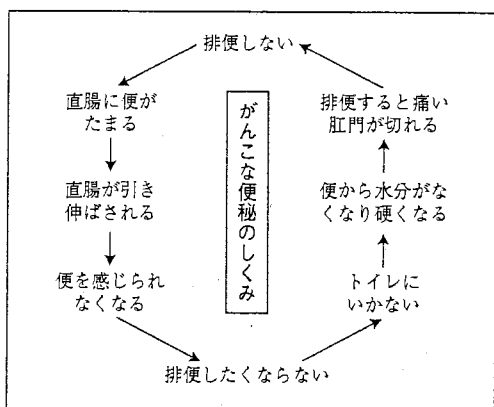 排便しない
直腸に便が
たまる
直腸が引き
伸ばされる
便を感じられ
なくなる
排便したくならない
トイレに
いかない
便から水分がな
くなり硬くなる
排便すると痛い
肛門が切れる
がんこな便秘のしくみ